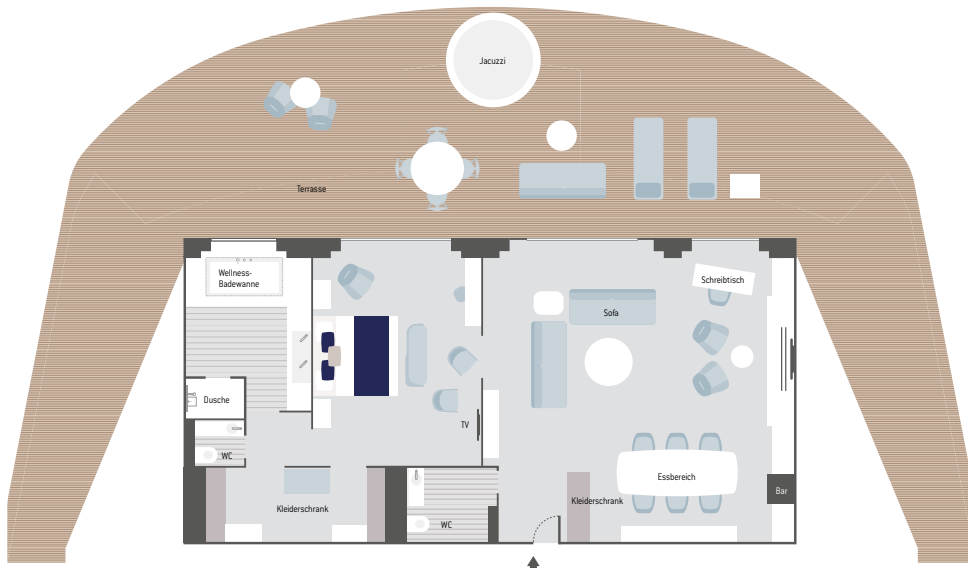 Jacuzzi
Terrasse
Wellness-
Badewanne
Schreibtisch
Sofa
Dusche
TV
WC
Essbereich
Bar
Kleiderschrank
Kleiderschrank
WC